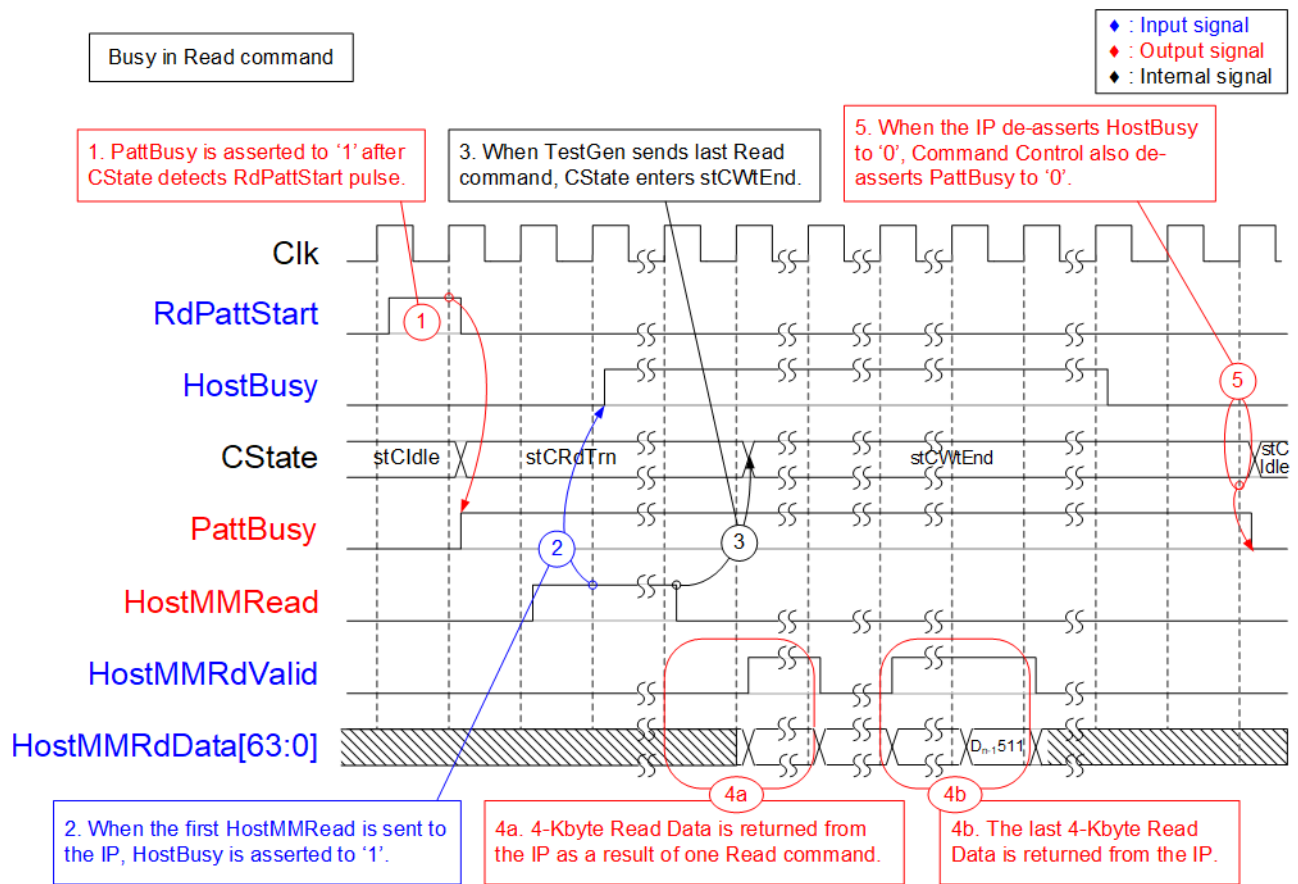 Busy in Read command
♦ : Input signal
♦ : Output signal
♦ : Internal signal
1. PattBusy is asserted to ‘1’ after
CState detects RdPattStart pulse.
3. When TestGen sends last Read
command, CState enters stCWtEnd.
5. When the IP de-asserts HostBusy
to ‘0’, Command Control also de-
asserts PattBusy to ‘0’.
Clk
RdPattStart
1
HostBusy
5
CState
stCIdle
stCRdTrn
stCWtEnd
stC
Idle
PattBusy
2
3
HostMMRead
HostMMRdValid
HostMMRdData[63:0]
Dn-1511
4a
4b
2. When the first HostMMRead is sent to
the IP, HostBusy is asserted to ‘1’.
4a. 4-Kbyte Read Data is returned from
the IP as a result of one Read command.
4b. The last 4-Kbyte Read
Data is returned from the IP.